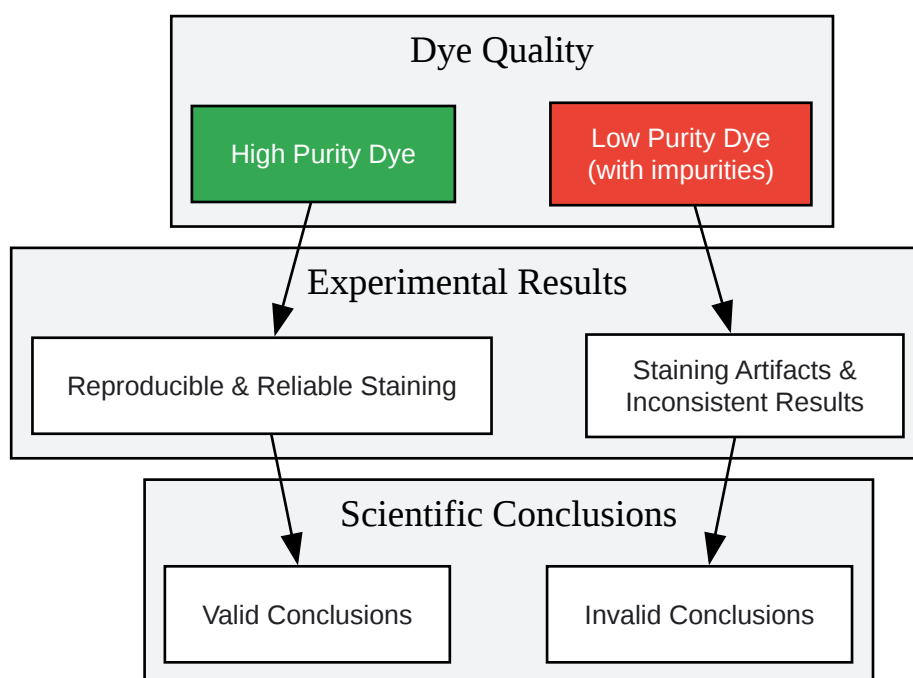 Dye Quality
High Purity Dye
Low Purity Dye
(with impurities)
Experimental Results
Reproducible & Reliable Staining
Staining Artifacts &
Inconsistent Results
Scientific Conclusions
Valid Conclusions
Invalid Conclusions